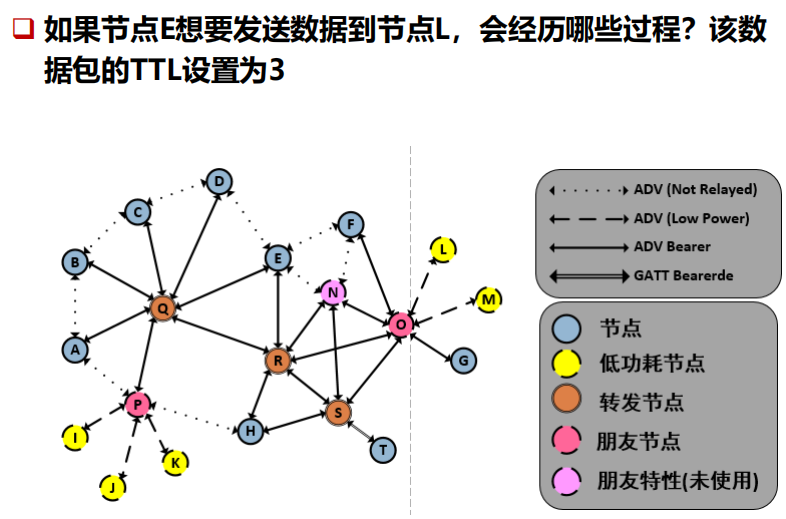 如果节点E想要发送数据到节点L，会经历哪些过程？该数
据包的TTL设置为3
D
C
F
B
E
L
N
M
Q
O
A
R
G
P
S
H
I
T
K
J
ADV (Not Relayed)
ADV (Low Power)
ADV Bearer
GATT Bearerde
节点
低功耗节点
转发节点
朋友节点
朋友特性(未使用)